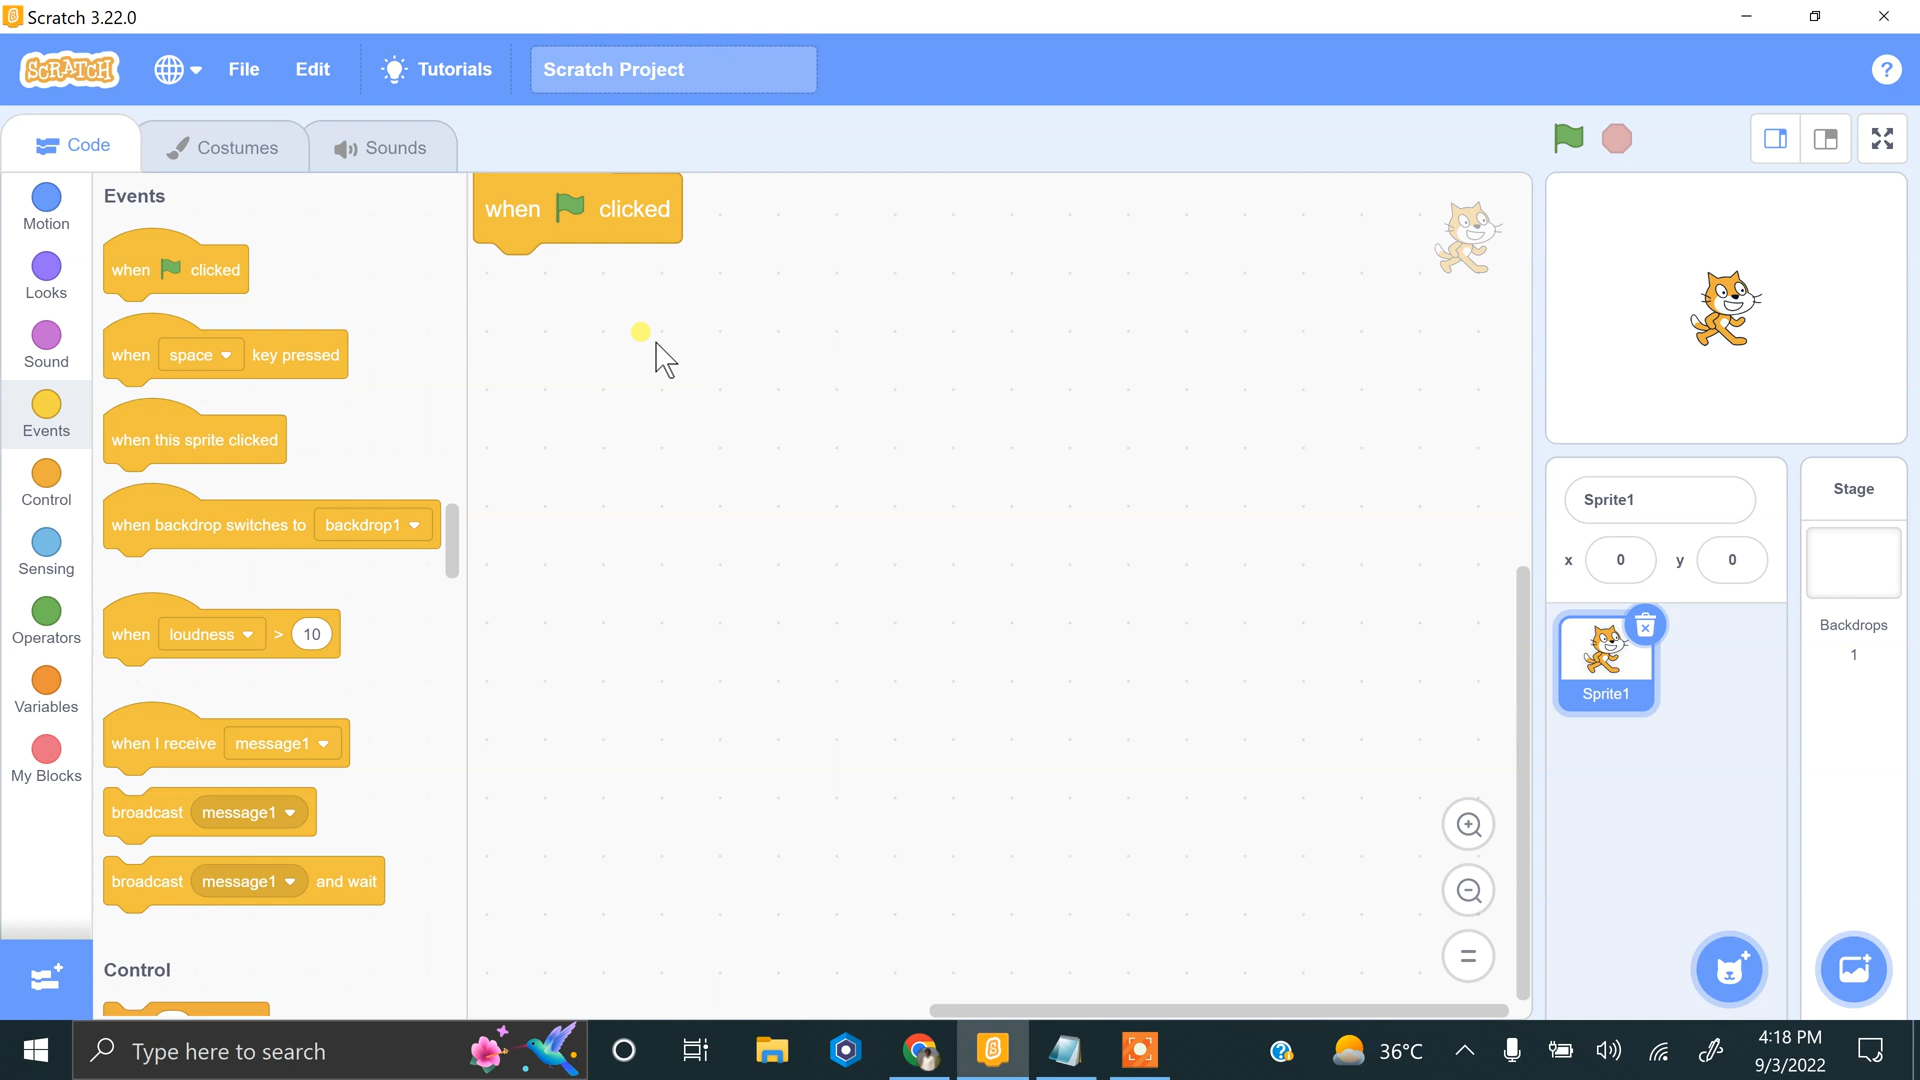 Scratch 3.22.0
SCRATCH
File
Edit
Tutorials
Scratch Project
?
Code
Costumes
Sounds
Motion
Looks
Sound
Events
Control
Sensing
Operators
Variables
My Blocks
Events
when clicked
when space key pressed
when this sprite clicked
when backdrop switches to backdrop1
when loudness > 10
when I receive message1
broadcast message1
broadcast message1 and wait
Control
when clicked
Sprite1
x 0 y 0
Sprite1
Stage
Backdrops
1
Type here to search
36°C
4:18 PM
9/3/2022